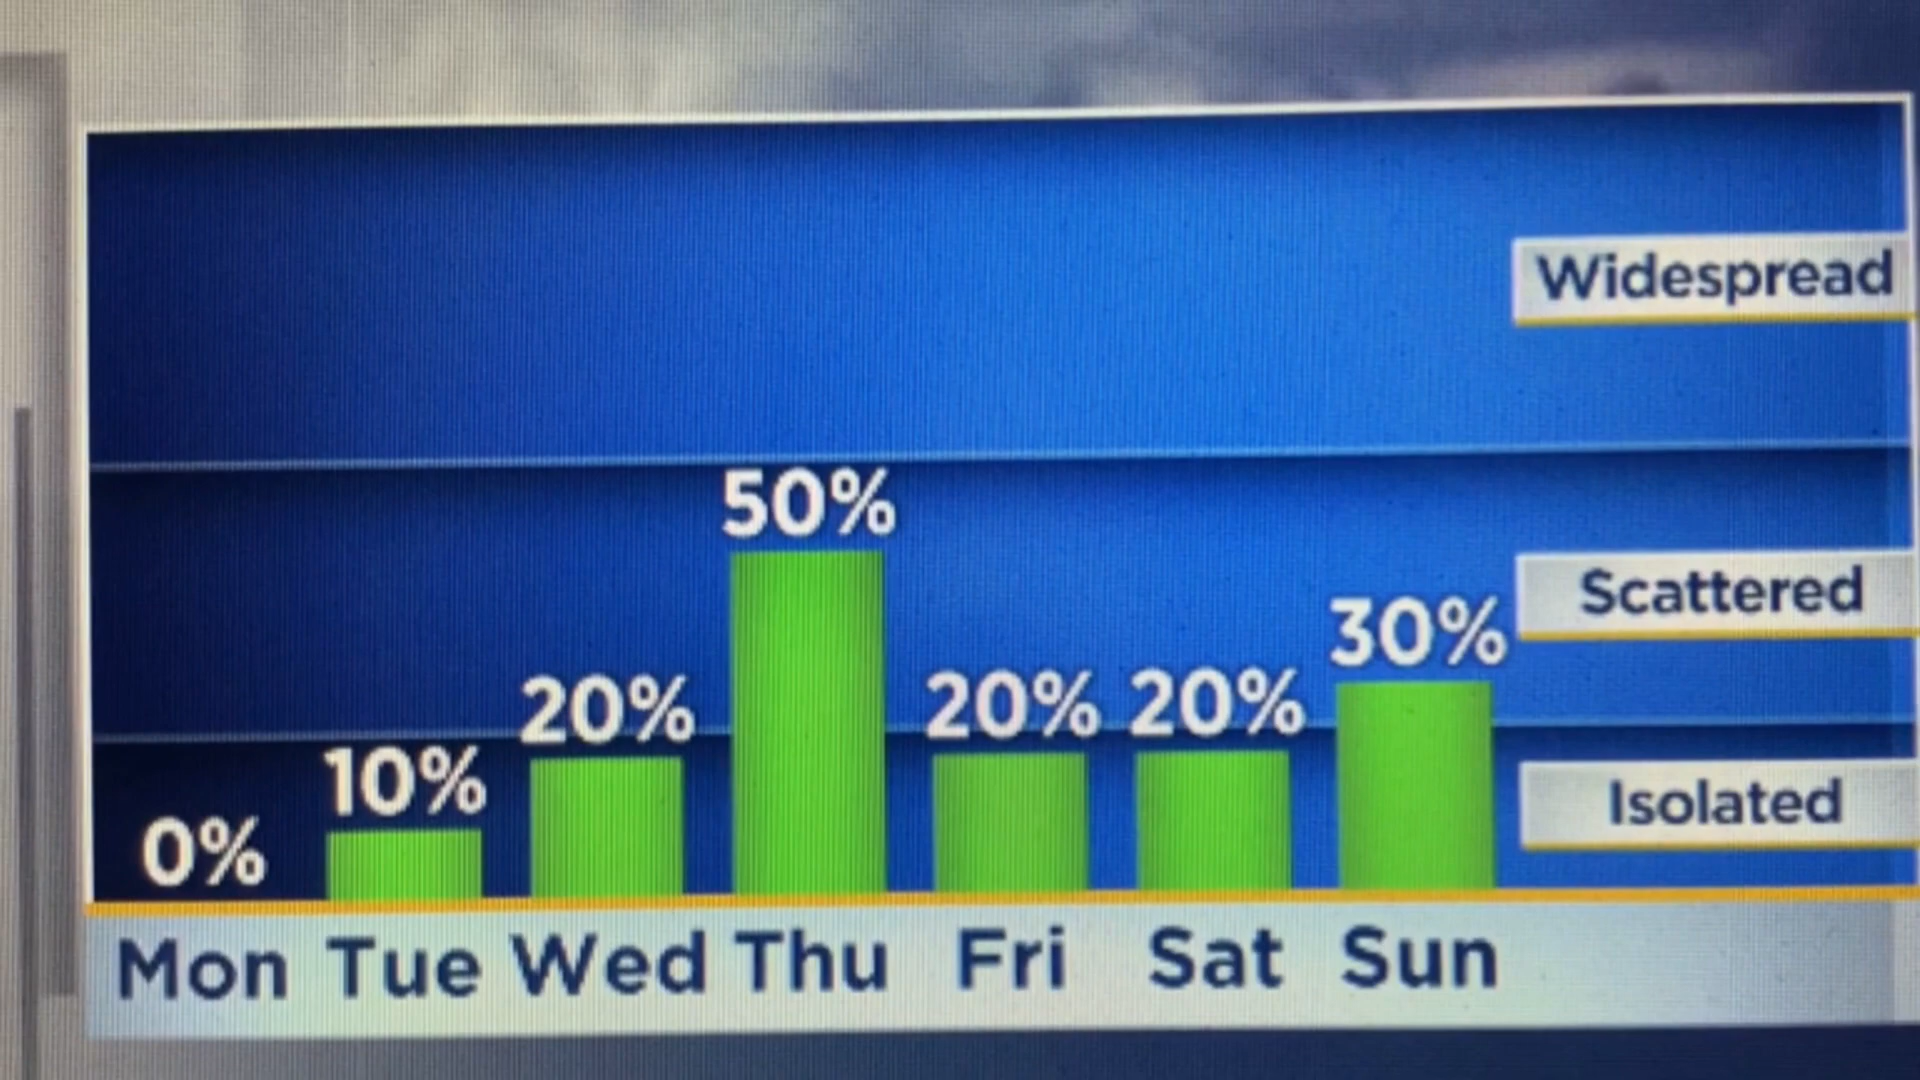 Widespread
50%
Scattered
30%
20%
20%
20%
10%
Isolated
0%
Mon Tue Wed Thu Fri Sat Sun